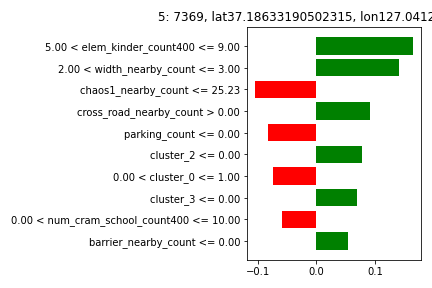 5: 7369, lat37.18633190502315, lon127.0412
5.00 < elem_kinder_count400 <= 9.00
2.00 < width_nearby_count <= 3.00
chaos1_nearby_count <= 25.23
cross_road_nearby_count > 0.00
parking_count <= 0.00
cluster_2 <= 0.00
0.00 < cluster_0 <= 1.00
cluster_3 <= 0.00
0.00 < num_cram_school_count400 <= 10.00
barrier_nearby_count <= 0.00
−0.1 0.0 0.1